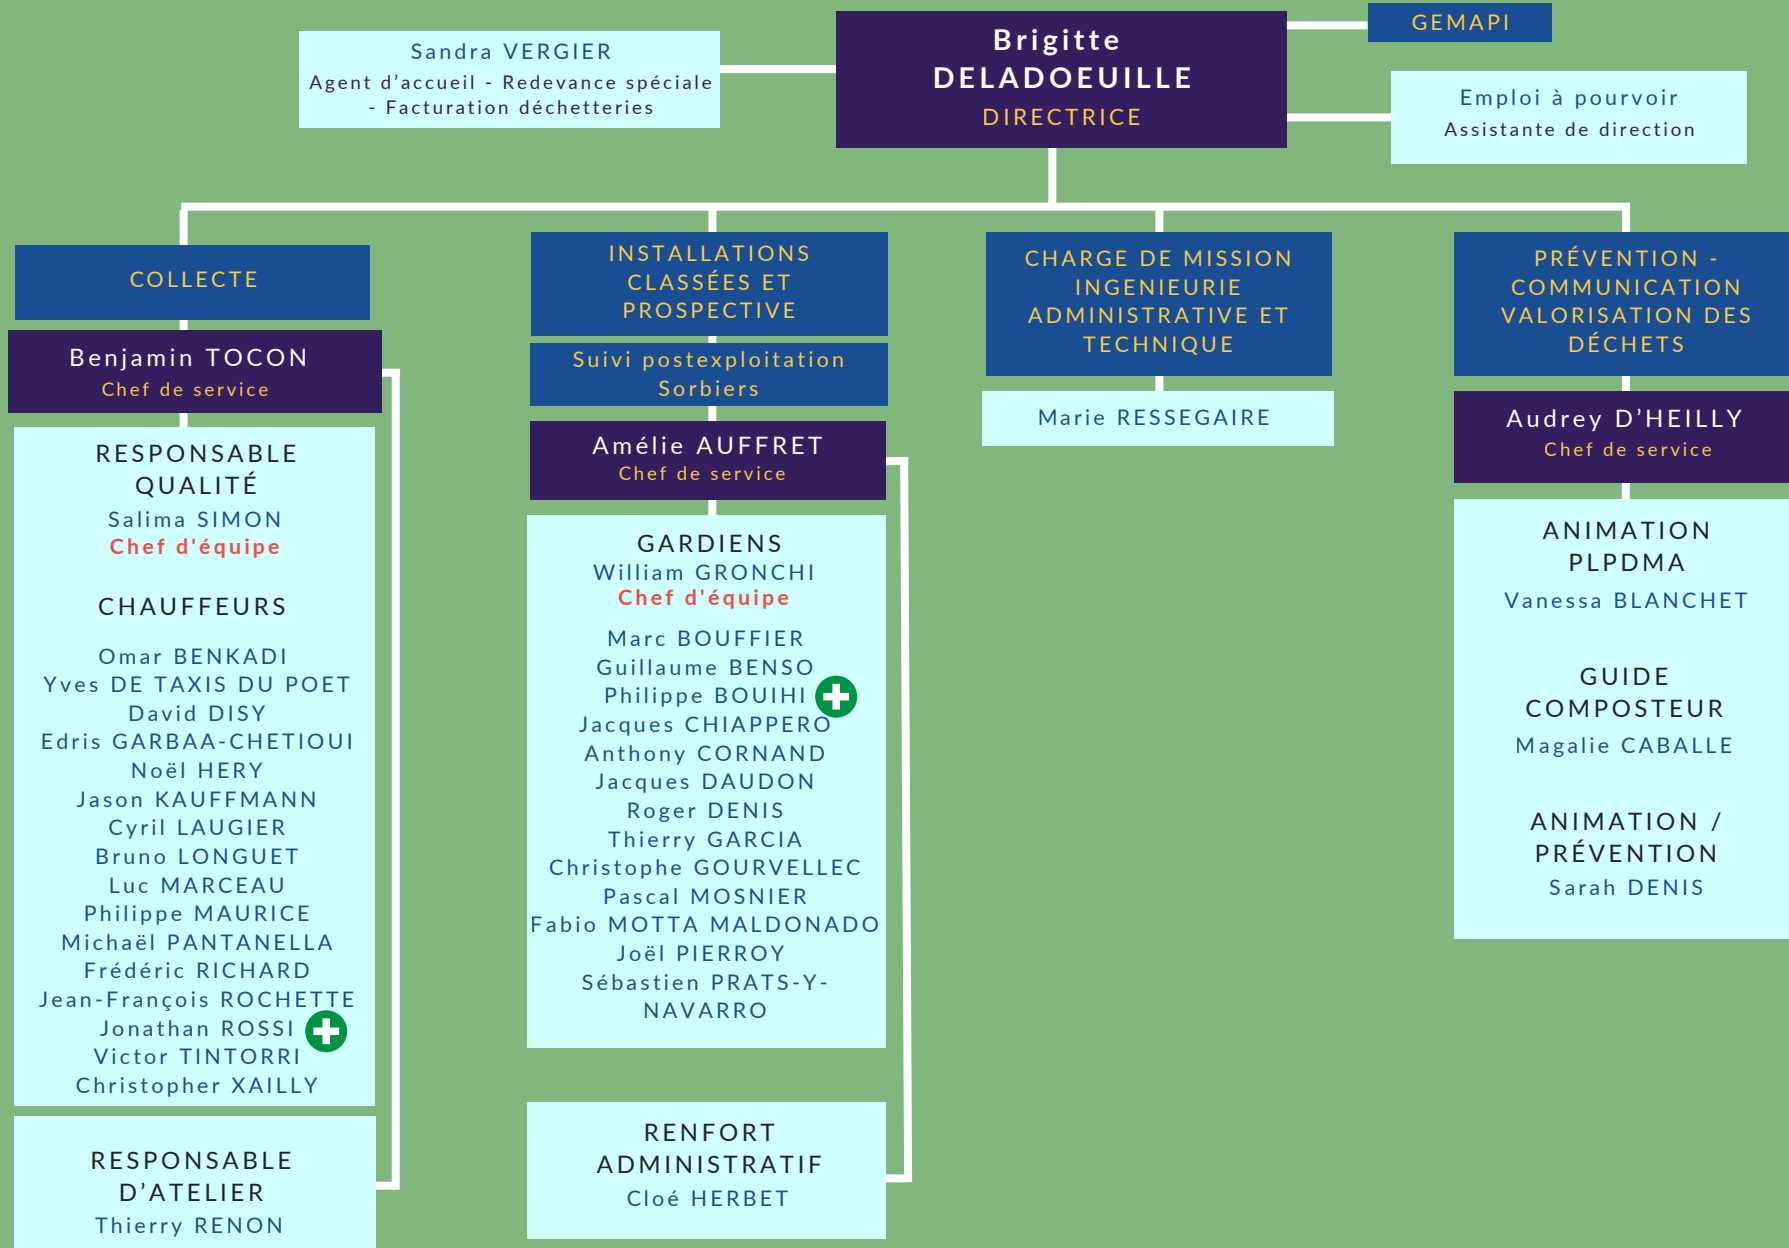 Sandra VERGIER
Agent d’accueil - Redevance spéciale
- Facturation déchetteries
Brigitte
DELADOEUILLE
DIRECTRICE
GEMAPI
Emploi à pourvoir
Assistante de direction
COLLECTE
Benjamin TOCON
Chef de service
RESPONSABLE
QUALITÉ
Salima SIMON
Chef d'équipe
CHAUFFEURS
Omar BENKADI
Yves DE TAXIS DU POET
David DISY
Edris GARBAA-CHETIOUI
Noël HERY
Jason KAUFFMANN
Cyril LAUGIER
Bruno LONGUET
Luc MARCEAU
Philippe MAURICE
Michaël PANTANELLA
Frédéric RICHARD
Jean-François ROCHETTE
Jonathan ROSSI
Victor TINTORRI
Christopher XAILLY
RESPONSABLE
D’ATELIER
Thierry RENON
INSTALLATIONS
CLASSÉES ET
PROSPECTIVE
Suivi postexploitation
Sorbiers
Amélie AUFFRET
Chef de service
GARDIENS
William GRONCHI
Chef d'équipe
Marc BOUFFIER
Guillaume BENSO
Philippe BOUIHI
Jacques CHIAPPERO
Anthony CORNAND
Jacques DAUDON
Roger DENIS
Thierry GARCIA
Christophe GOURVELLEC
Pascal MOSNIER
Fabio MOTTA MALDONADO
Joël PIERROY
Sébastien PRATS-Y-
NAVARRO
RENFORT
ADMINISTRATIF
Cloé HERBET
CHARGE DE MISSION
INGENIEURIE
ADMINISTRATIVE ET
TECHNIQUE
Marie RESSEGAIRE
PRÉVENTION -
COMMUNICATION
VALORISATION DES
DÉCHETS
Audrey D’HEILLY
Chef de service
ANIMATION
PLPDMA
Vanessa BLANCHET
GUIDE
COMPOSTEUR
Magalie CABALLE
ANIMATION /
PRÉVENTION
Sarah DENIS